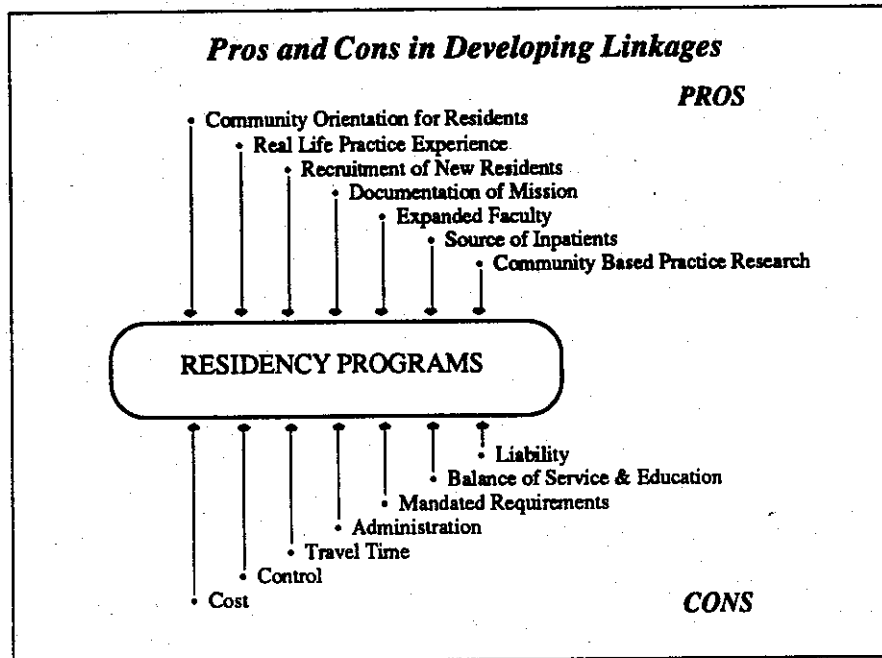 Pros and Cons in Developing Linkages
PROS
• Community Orientation for Residents
• Real Life Practice Experience
• Recruitment of New Residents
• Documentation of Mission
• Expanded Faculty
• Source of Inpatients
• Community Based Practice Research
RESIDENCY PROGRAMS
• Liability
• Balance of Service & Education
• Mandated Requirements
• Administration
• Travel Time
• Control
• Cost
CONS